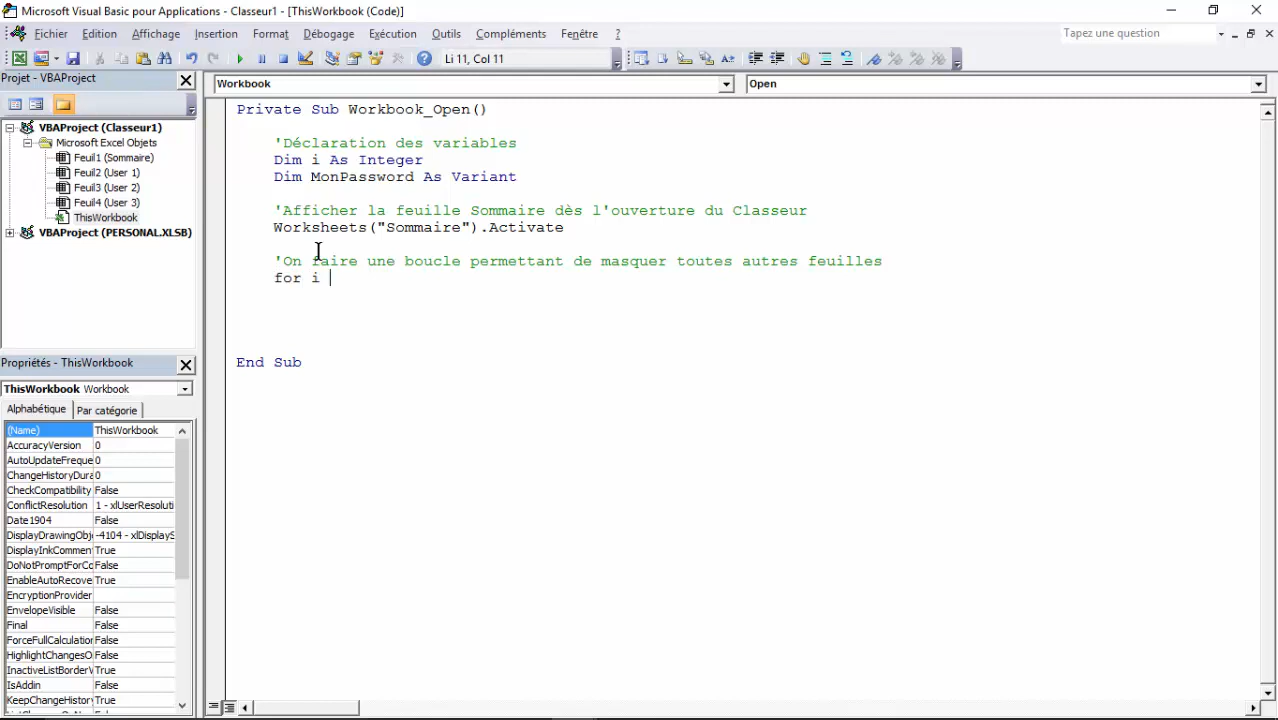 Microsoft Visual Basic pour Applications - Classeur1 - [ThisWorkbook (Code)]
Fichier Edition Affichage Insertion Format Débogage Exécution Outils Compléments Fenêtre ? Tapez une question
Li 11, Col 11
Projet - VBAProject
Workbook Open
VBAProject (Classeur1)
Microsoft Excel Objets
Feuil1 (Sommaire)
Feuil2 (User 1)
Feuil3 (User 2)
Feuil4 (User 3)
ThisWorkbook
VBAProject (PERSONAL.XLSB)
Propriétés - ThisWorkbook
ThisWorkbook Workbook
Alphabétique Par catégorie
(Name) ThisWorkbook
AccuracyVersion 0
AutoUpdateFreque 0
ChangeHistoryDura 0
CheckCompatibility False
ConflictResolution 1 - xlUserResoluti
Date1904 False
DisplayDrawingObj -4104 - xlDisplayS
DisplayInkCommen True
DoNotPromptForCo False
EnableAutoRecove True
EncryptionProvider
EnvelopeVisible False
Final False
ForceFullCalculation False
HighlightChangesO False
InactiveListBorderV True
IsAddin False
KeepChangeHistory True
Private Sub Workbook_Open()
'Déclaration des variables
Dim i As Integer
Dim MonPassword As Variant
'Afficher la feuille Sommaire dès l'ouverture du Classeur
Worksheets("Sommaire").Activate
'On faire une boucle permettant de masquer toutes autres feuilles
for i
End Sub